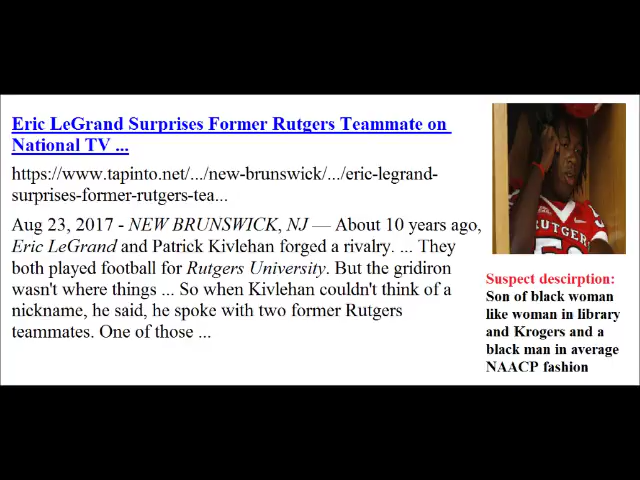 Eric LeGrand Surprises Former Rutgers Teammate on
National TV ...
https://www.tapinto.net/.../new-brunswick/.../eric-legrand-
surprises-former-rutgers-tea...
Aug 23, 2017 - NEW BRUNSWICK, NJ — About 10 years ago,
Eric LeGrand and Patrick Kivlehan forged a rivalry. ... They
both played football for Rutgers University. But the gridiron
wasn't where things ... So when Kivlehan couldn't think of a
nickname, he said, he spoke with two former Rutgers
teammates. One of those ...
RUTGERS
Suspect descirption:
Son of black woman
like woman in library
and Krogers and a
black man in average
NAACP fashion